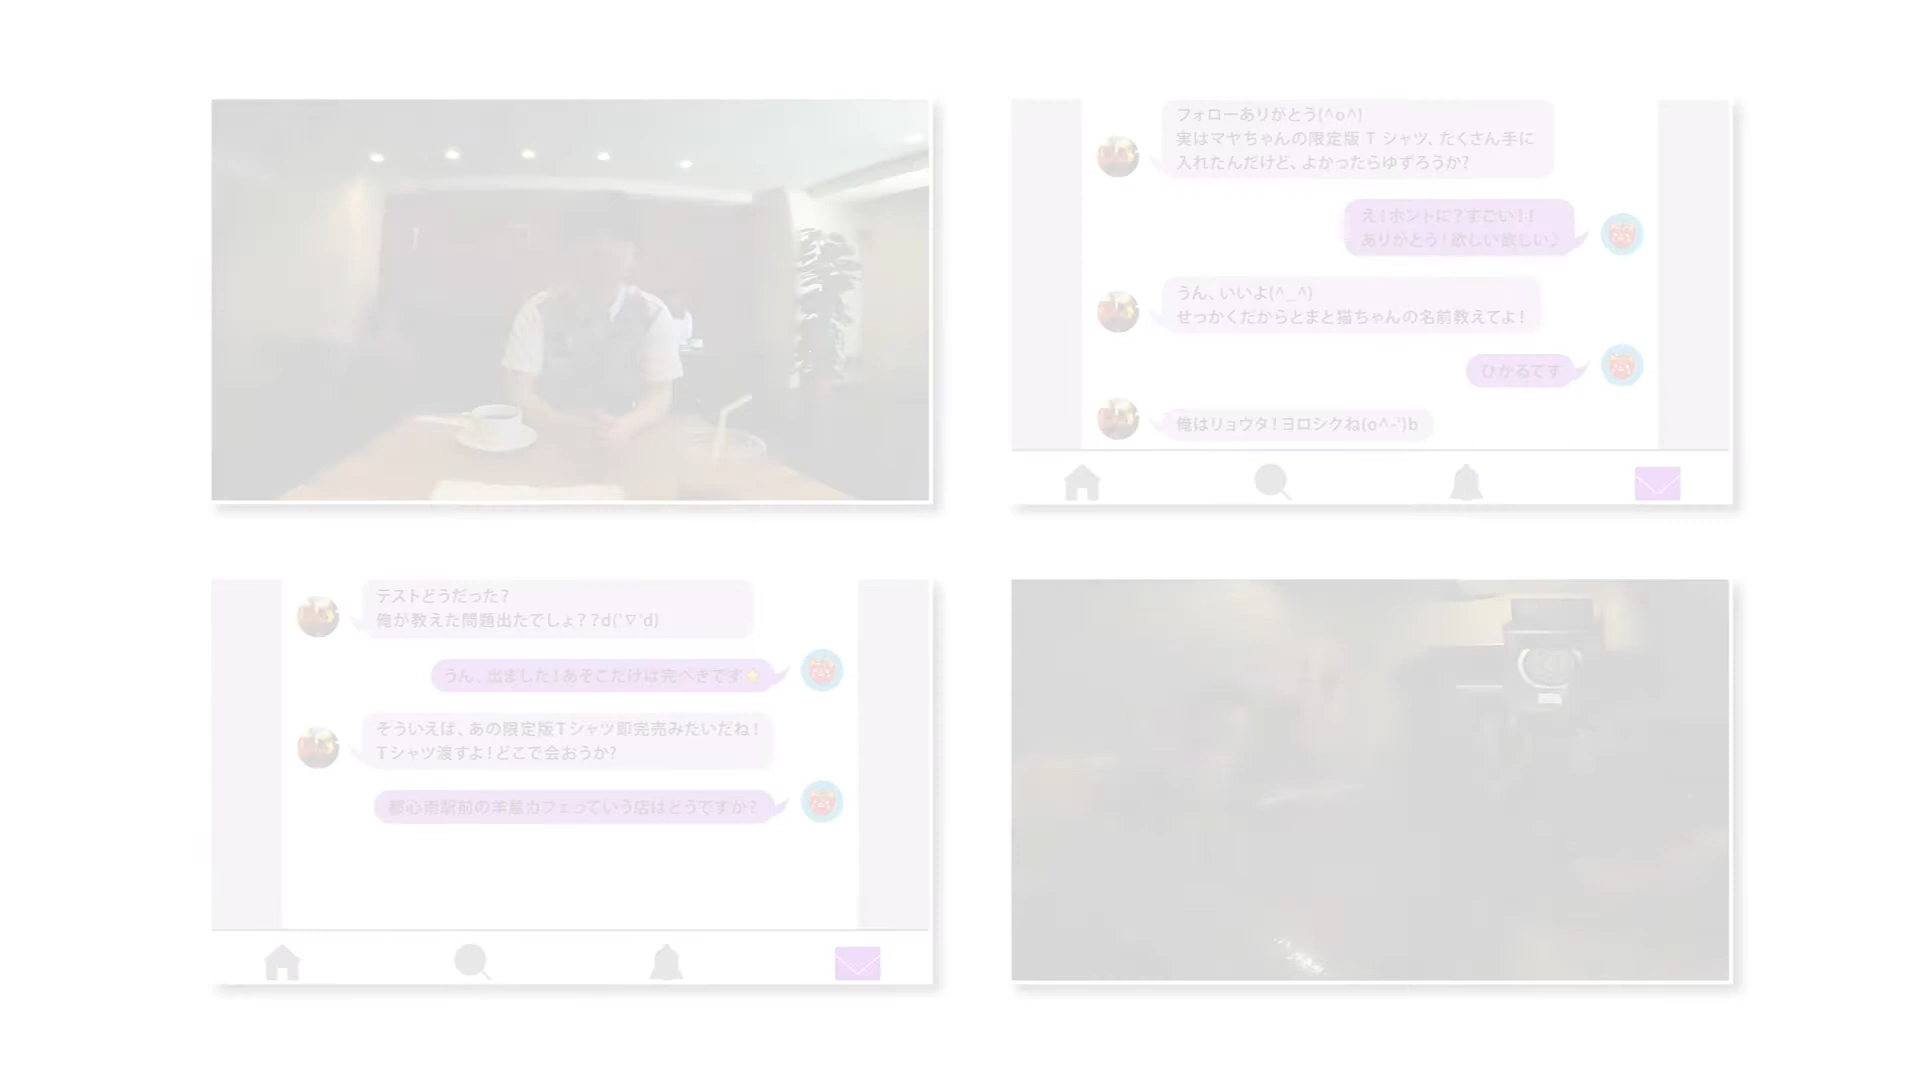 フォローありがとう(^o^)
実はマヤちゃんの限定版 T シャツ、たくさん手に
入れたんだけど、よかったらゆずろうか?
え!ホントに?すごい!!
ありがとう!欲しい欲しい♪
うん、いいよ(^_^)
せっかくだからとまと猫ちゃんの名前教えてよ!
ひかるです
俺はリョウタ!ヨロシクね(o^-')b
テストどうだった?
俺が教えた問題出たでしょ??d('∇'d)
うん、出ました!あそこだけは完ぺきです⭐
そういえば、あの限定版Tシャツ即完売みたいだね!
Tシャツ渡すよ!どこで会おうか?
都心南駅前の羊屋カフェっていう店はどうですか?